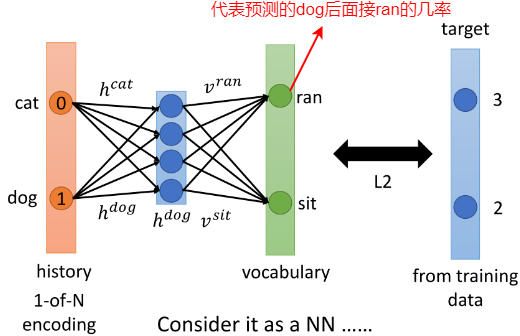 代表预测的dog后面接ran的几率
target
h^{cat}
v^{ran}
cat
0
ran
3
dog
1
sit
L2
2
h^{dog}
h^{dog}
v^{sit}
history
vocabulary
from training
data
1-of-N
encoding
Consider it as a NN ……